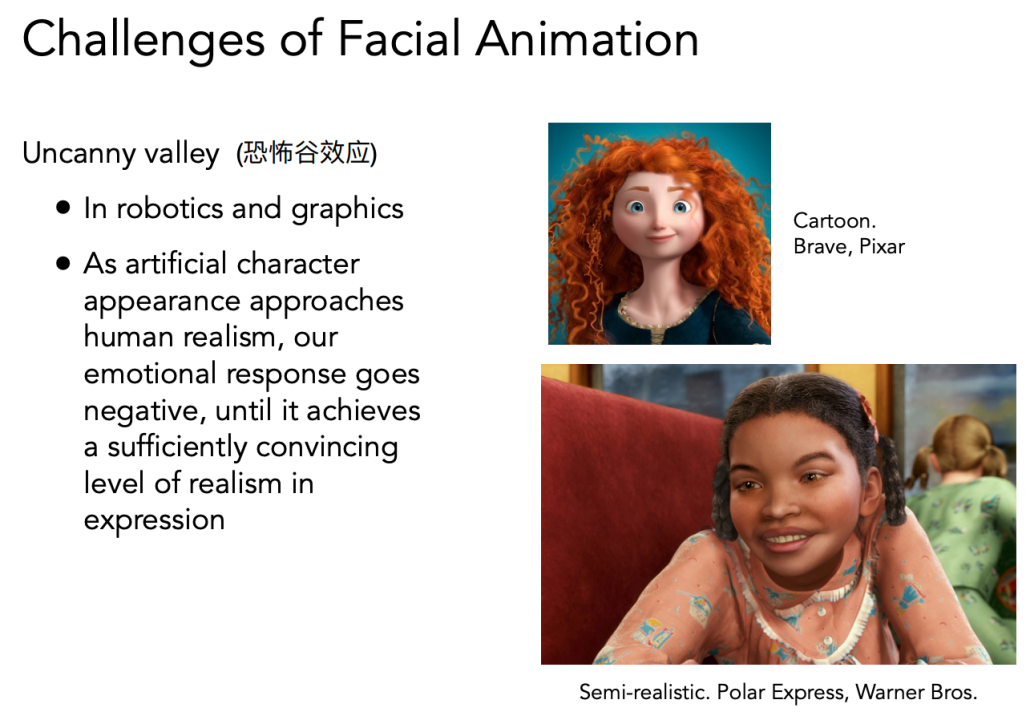 Challenges of Facial Animation
Uncanny valley (恐怖谷效应)
● In robotics and graphics
● As artificial character
appearance approaches
human realism, our
emotional response goes
negative, until it achieves
a sufficiently convincing
level of realism in
expression
Cartoon.
Brave, Pixar
Semi-realistic. Polar Express, Warner Bros.